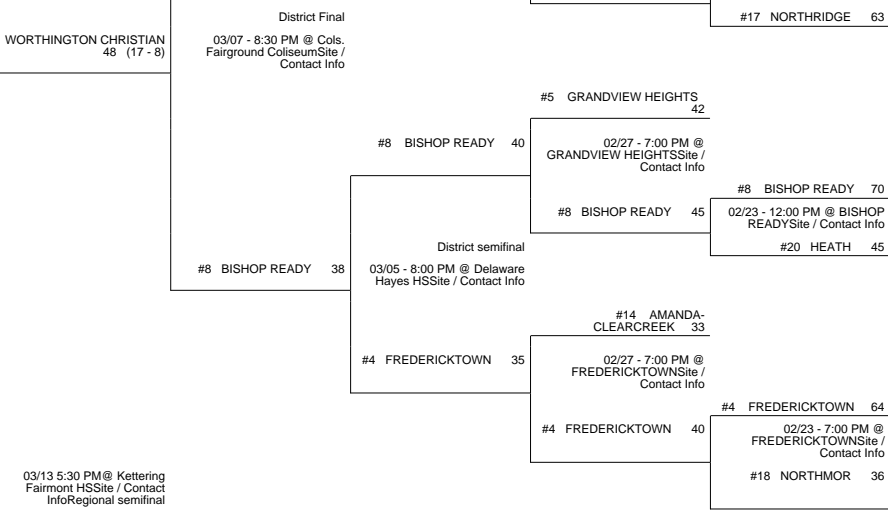 District Final
#17 NORTHRIDGE 63
WORTHINGTON CHRISTIAN
48 (17 - 8)
03/07 - 8:30 PM @ Cols.
Fairground ColiseumSite /
Contact Info
#5 GRANDVIEW HEIGHTS
42
#8 BISHOP READY 40
02/27 - 7:00 PM @
GRANDVIEW HEIGHTSSite /
Contact Info
#8 BISHOP READY 70
#8 BISHOP READY 45
02/23 - 12:00 PM @ BISHOP
READYSite / Contact Info
#20 HEATH 45
District semifinal
#8 BISHOP READY 38
03/05 - 8:00 PM @ Delaware
Hayes HSSite / Contact Info
#14 AMANDA-
CLEARCREEK 33
#4 FREDERICKTOWN 35
02/27 - 7:00 PM @
FREDERICKTOWNSite /
Contact Info
#4 FREDERICKTOWN 64
#4 FREDERICKTOWN 40
02/23 - 7:00 PM @
FREDERICKTOWNSite /
Contact Info
#18 NORTHMOR 36
03/13 5:30 PM@ Kettering
Fairmont HSSite / Contact
InfoRegional semifinal